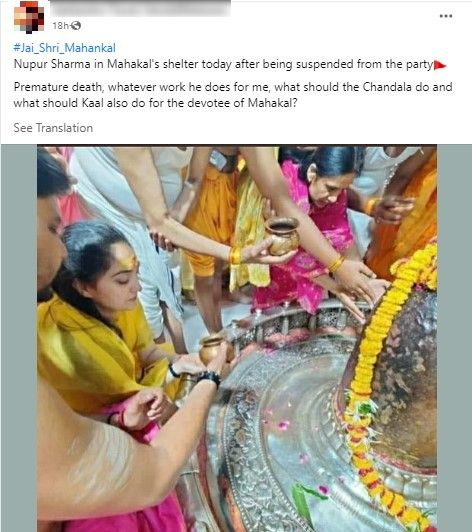 18h
#Jai_Shri_Mahankal
Nupur Sharma in Mahakal's shelter today after being suspended from the party
Premature death, whatever work he does for me, what should the Chandala do and
what should Kaal also do for the devotee of Mahakal?
See Translation